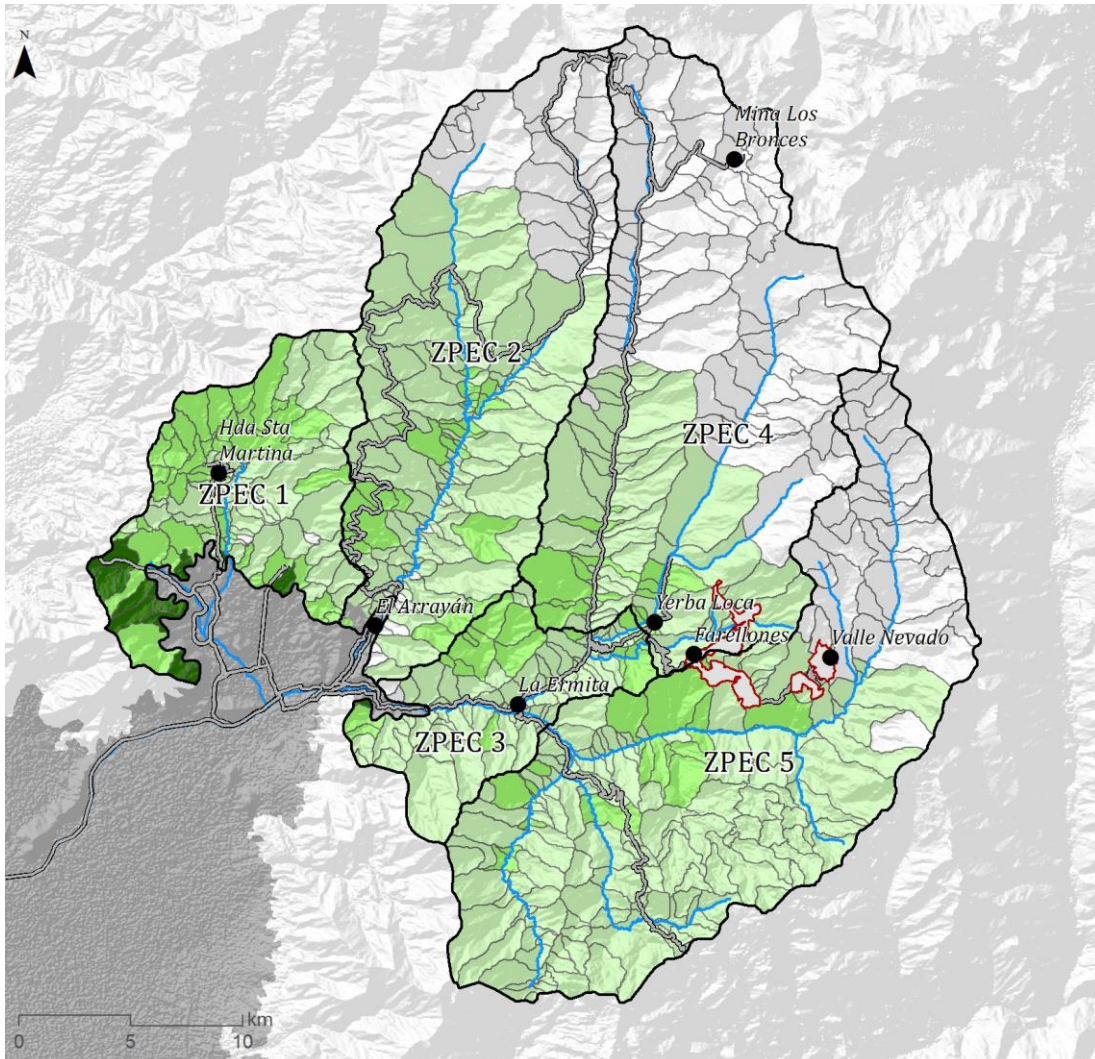 N
Mina Los
Bronces
ZPEC 2
Hda Sta
Martina
ZPEC 4
ZPEC 1
El Arrayán
Yerba Loca
Farellones
Valle Nevado
La Ermita
ZPEC 3
ZPEC 5
km
0
5
10